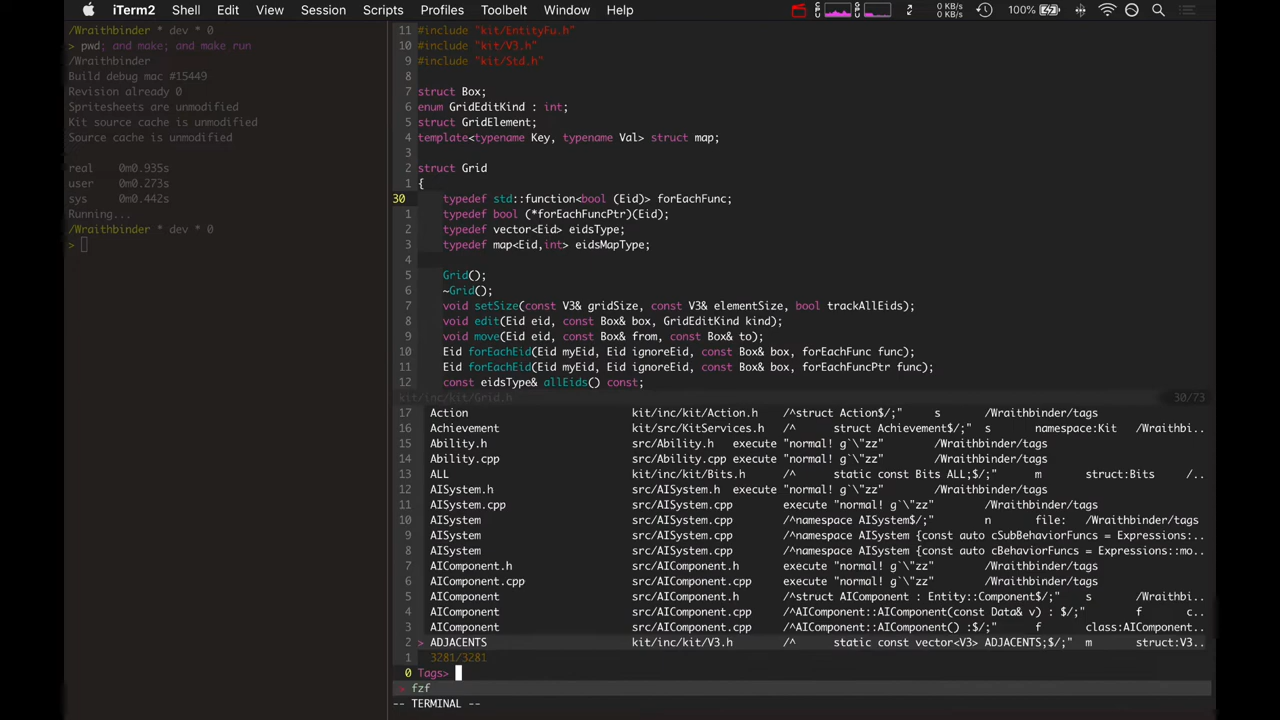 iTerm2 Shell Edit View Session Scripts Profiles Toolbelt Window Help 0 KB/s 0 KB/s 100%
/Wraithbinder * dev * 0
> pwd; and make; and make run
/Wraithbinder
Build debug mac #15449
Revision already 0
Spritesheets are unmodified
Kit source cache is unmodified
Source cache is unmodified
real 0m0.935s
user 0m0.273s
sys 0m0.442s
Running...
/Wraithbinder * dev * 0
>
11 #include "kit/EntityFu.h"
10 #include "kit/V3.h"
9 #include "kit/Std.h"
8
7 struct Box;
6 enum GridEditKind : int;
5 struct GridElement;
4 template<typename Key, typename Val> struct map;
3
2 struct Grid
1 {
30 typedef std::function<bool (Eid)> forEachFunc;
1 typedef bool (*forEachFuncPtr)(Eid);
2 typedef vector<Eid> eidsType;
3 typedef map<Eid,int> eidsMapType;
4
5 Grid();
6 ~Grid();
7 void setSize(const V3& gridSize, const V3& elementSize, bool trackAllEids);
8 void edit(Eid eid, const Box& box, GridEditKind kind);
9 void move(Eid eid, const Box& from, const Box& to);
10 Eid forEachEid(Eid myEid, Eid ignoreEid, const Box& box, forEachFunc func);
11 Eid forEachEid(Eid myEid, Eid ignoreEid, const Box& box, forEachFuncPtr func);
12 const eidsType& allEids() const;
kit/inc/kit/Grid.h 30/73
17 Action kit/inc/kit/Action.h /^struct Action$/;" s /Wraithbinder/tags
16 Achievement kit/src/KitServices.h /^ struct Achievement$/;" s namespace:Kit /Wraithbi..
15 Ability.h src/Ability.h execute "normal! g`\"zz" /Wraithbinder/tags
14 Ability.cpp src/Ability.cpp execute "normal! g`\"zz" /Wraithbinder/tags
13 ALL kit/inc/kit/Bits.h /^ static const Bits ALL;$/;" m struct:Bits /..
12 AISystem.h src/AISystem.h execute "normal! g`\"zz" /Wraithbinder/tags
11 AISystem.cpp src/AISystem.cpp execute "normal! g`\"zz" /Wraithbinder/tags
10 AISystem src/AISystem.cpp /^namespace AISystem$/;" n file: /Wraithbinder/tags
9 AISystem src/AISystem.cpp /^namespace AISystem {const auto cSubBehaviorFuncs = Expressions:..
8 AISystem src/AISystem.cpp /^namespace AISystem {const auto cBehaviorFuncs = Expressions::mo..
7 AIComponent.h src/AIComponent.h execute "normal! g`\"zz" /Wraithbinder/tags
6 AIComponent.cpp src/AIComponent.cpp execute "normal! g`\"zz" /Wraithbinder/tags
5 AIComponent src/AIComponent.h /^struct AIComponent : Entity::Component$/;" s /Wraithbi..
4 AIComponent src/AIComponent.cpp /^AIComponent::AIComponent(const Data& v) : $/;" f c..
3 AIComponent src/AIComponent.cpp /^AIComponent::AIComponent() :$/;" f class:AIComponent..
2 > ADJACENTS kit/inc/kit/V3.h /^ static const vector<V3> ADJACENTS;$/;" m struct:V3..
1 3281/3281
0 Tags>
× fzf
-- TERMINAL --